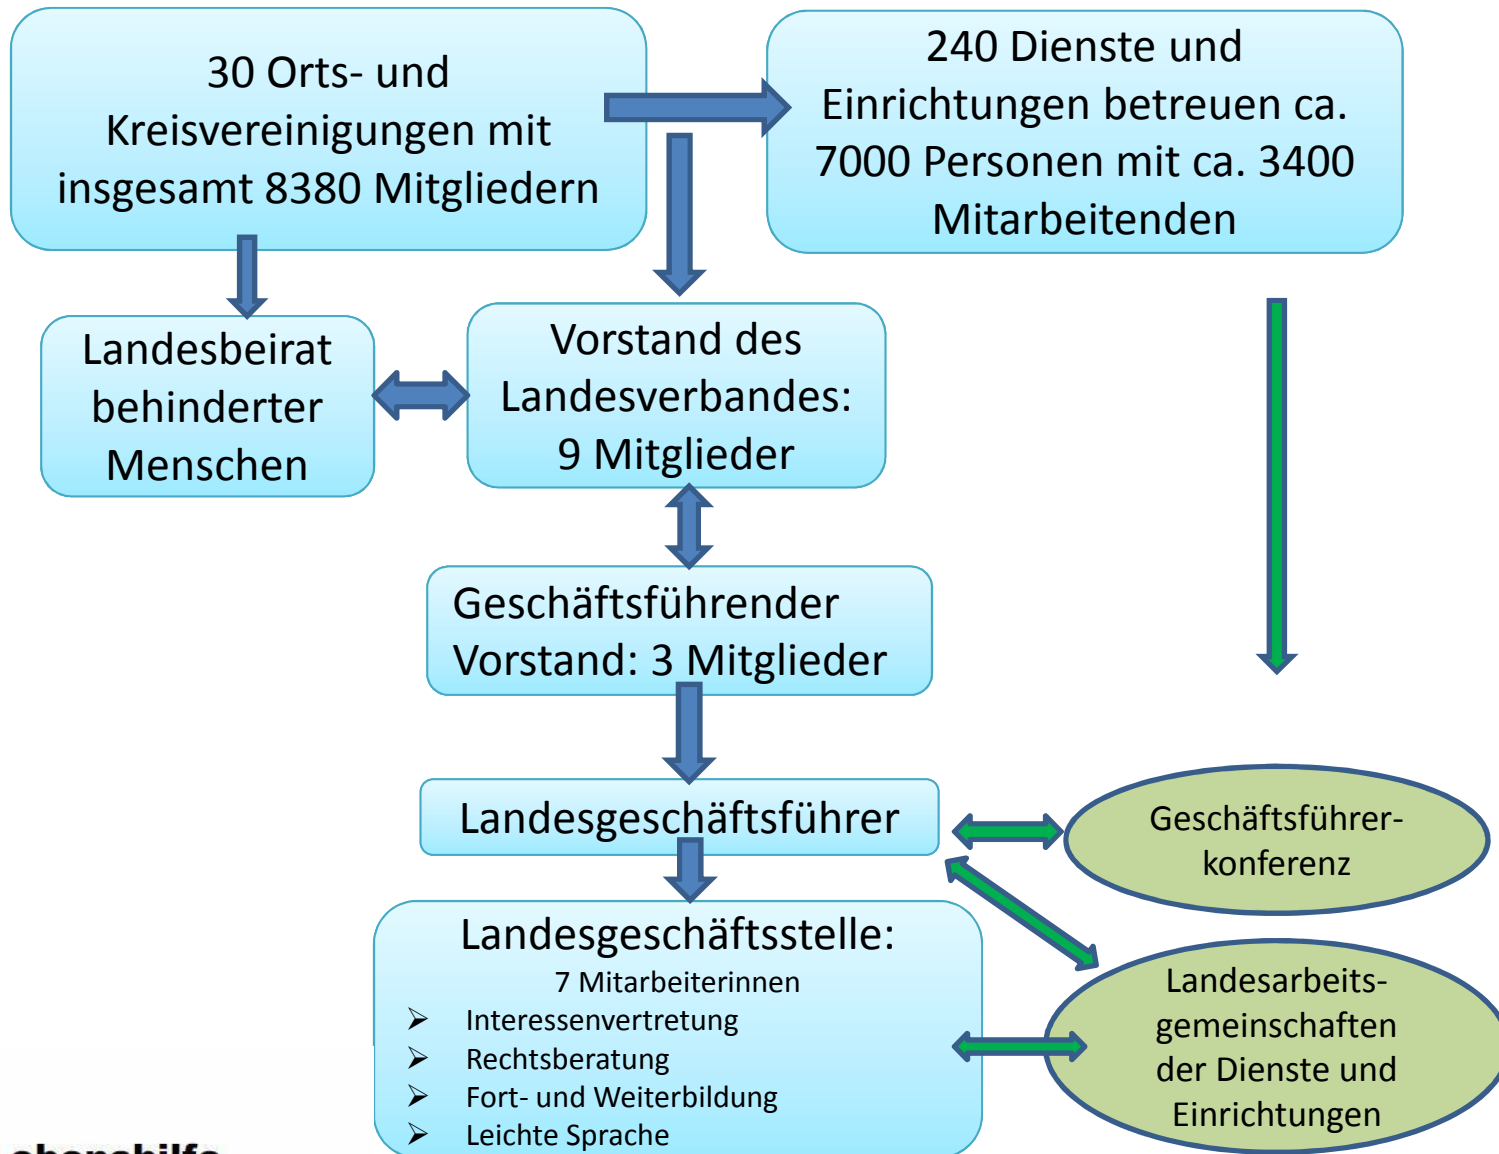 30 Orts- und
Kreisvereinigungen mit
insgesamt 8380 Mitgliedern
240 Dienste und
Einrichtungen betreuen ca.
7000 Personen mit ca. 3400
Mitarbeitenden
Landesbeirat
behinderter
Menschen
Vorstand des
Landesverbandes:
9 Mitglieder
Geschäftsführender
Vorstand: 3 Mitglieder
Landesgeschäftsführer
Geschäftsführer-
konferenz
Landesgeschäftsstelle:
7 Mitarbeiterinnen
➢ Interessenvertretung
➢ Rechtsberatung
➢ Fort- und Weiterbildung
➢ Leichte Sprache
Landesarbeits-
gemeinschaften
der Dienste und
Einrichtungen